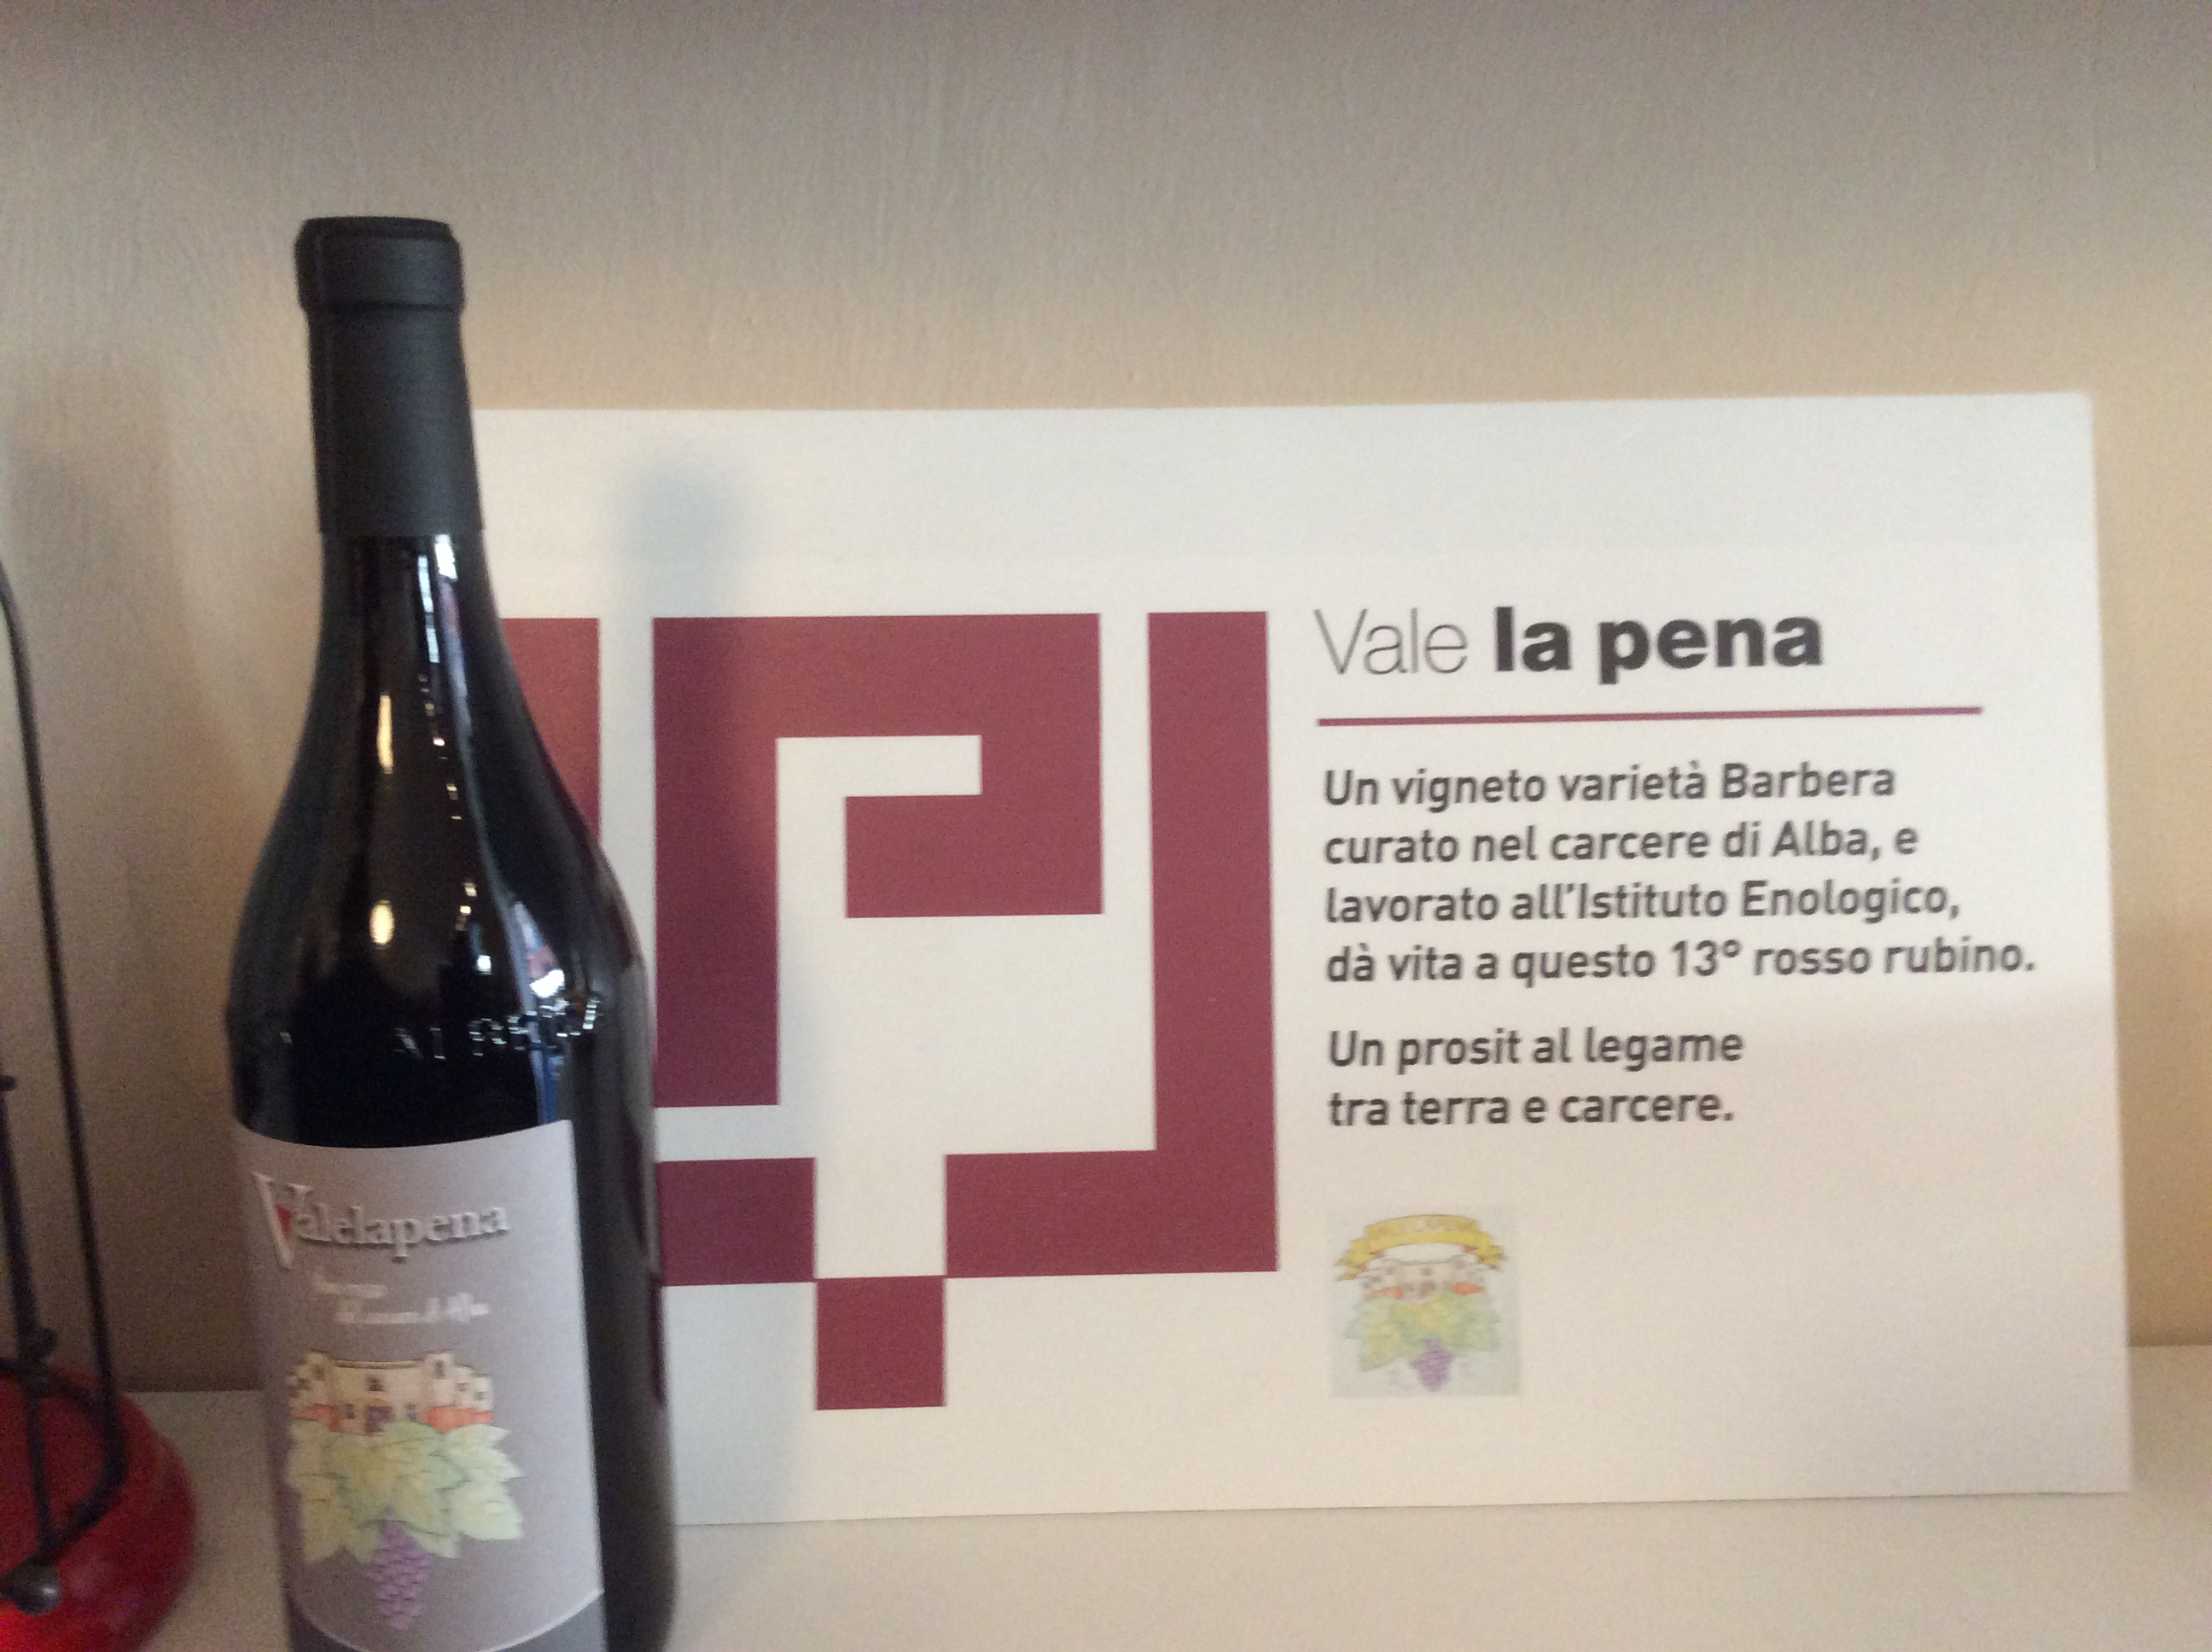 Vale la pena
Un vigneto varietà Barbera
curato nel carcere di Alba, e
lavorato all'Istituto Enologico,
dà vita a questo 13° rosso rubino.
Un prosit al legame
tra terra e carcere.
Valelapena
VALELAPENA